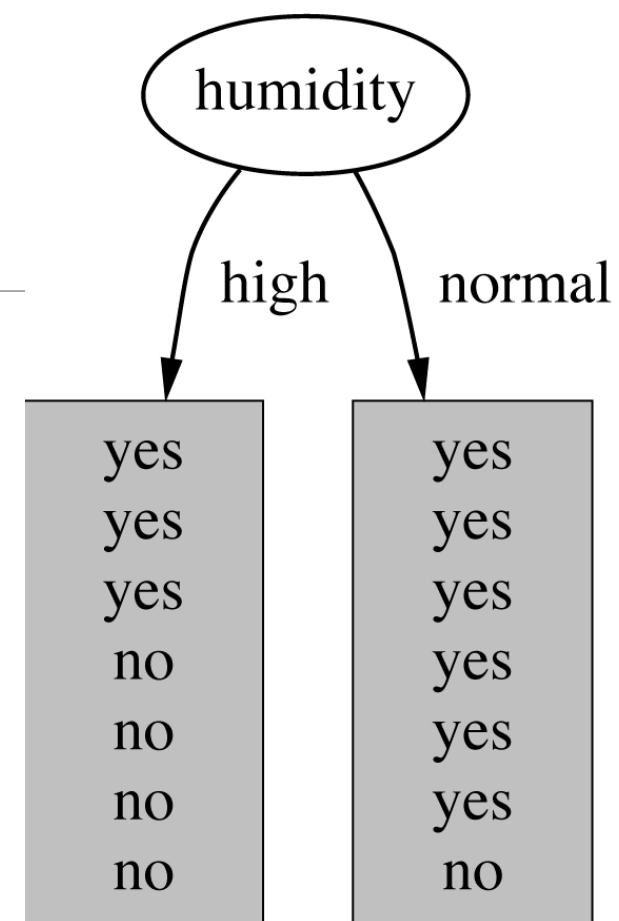 humidity
high
normal
yes
yes
yes
no
no
no
no
yes
yes
yes
yes
yes
yes
no